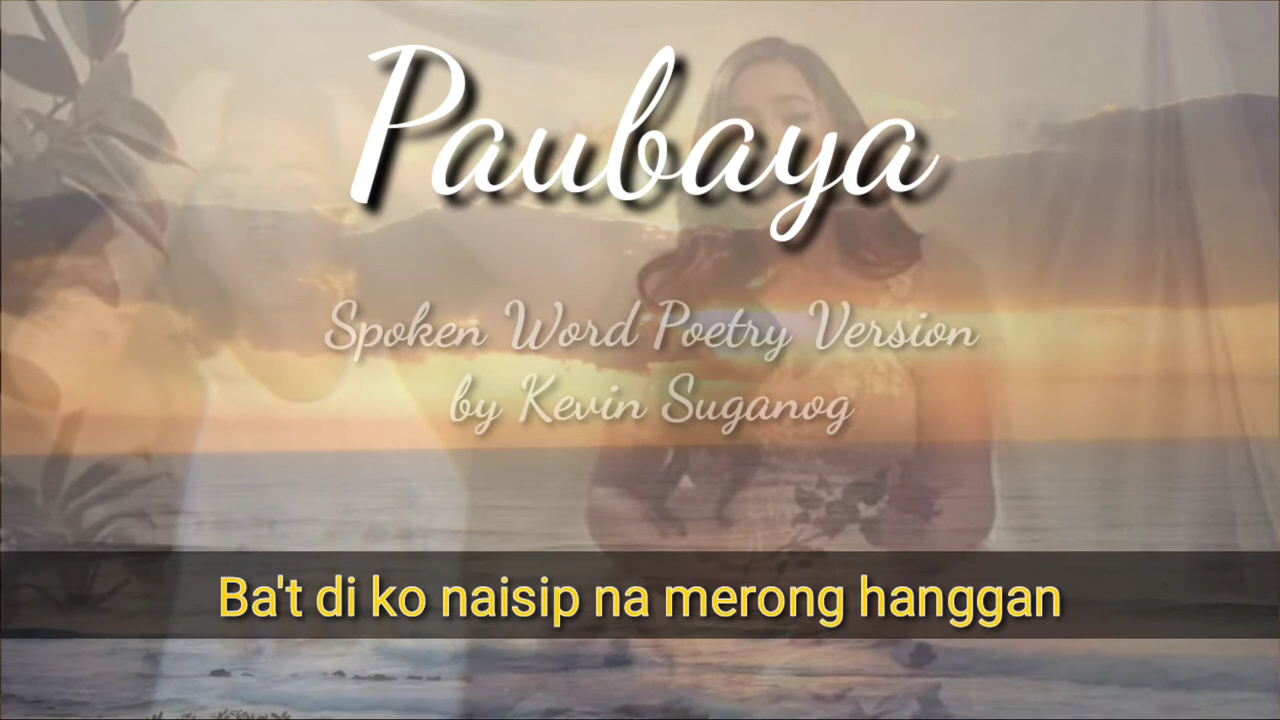 Paubaya
Spoken Word Poetry Version
by Kevin Suganog
Ba't di ko naisip na merong hanggan